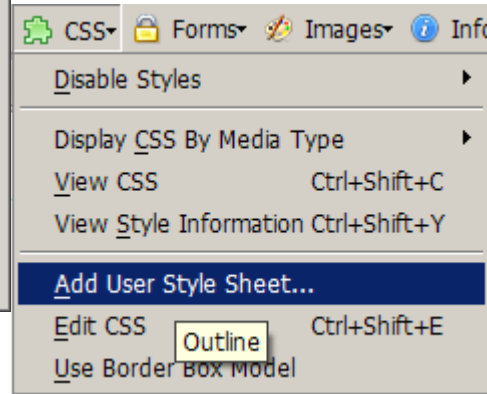 CSS▾ Forms▾ Images▾ Info
Disable Styles
Display CSS By Media Type
View CSS Ctrl+Shift+C
View Style Information Ctrl+Shift+Y
Add User Style Sheet...
Edit CSS Ctrl+Shift+E
Outline
Use Border Box Model